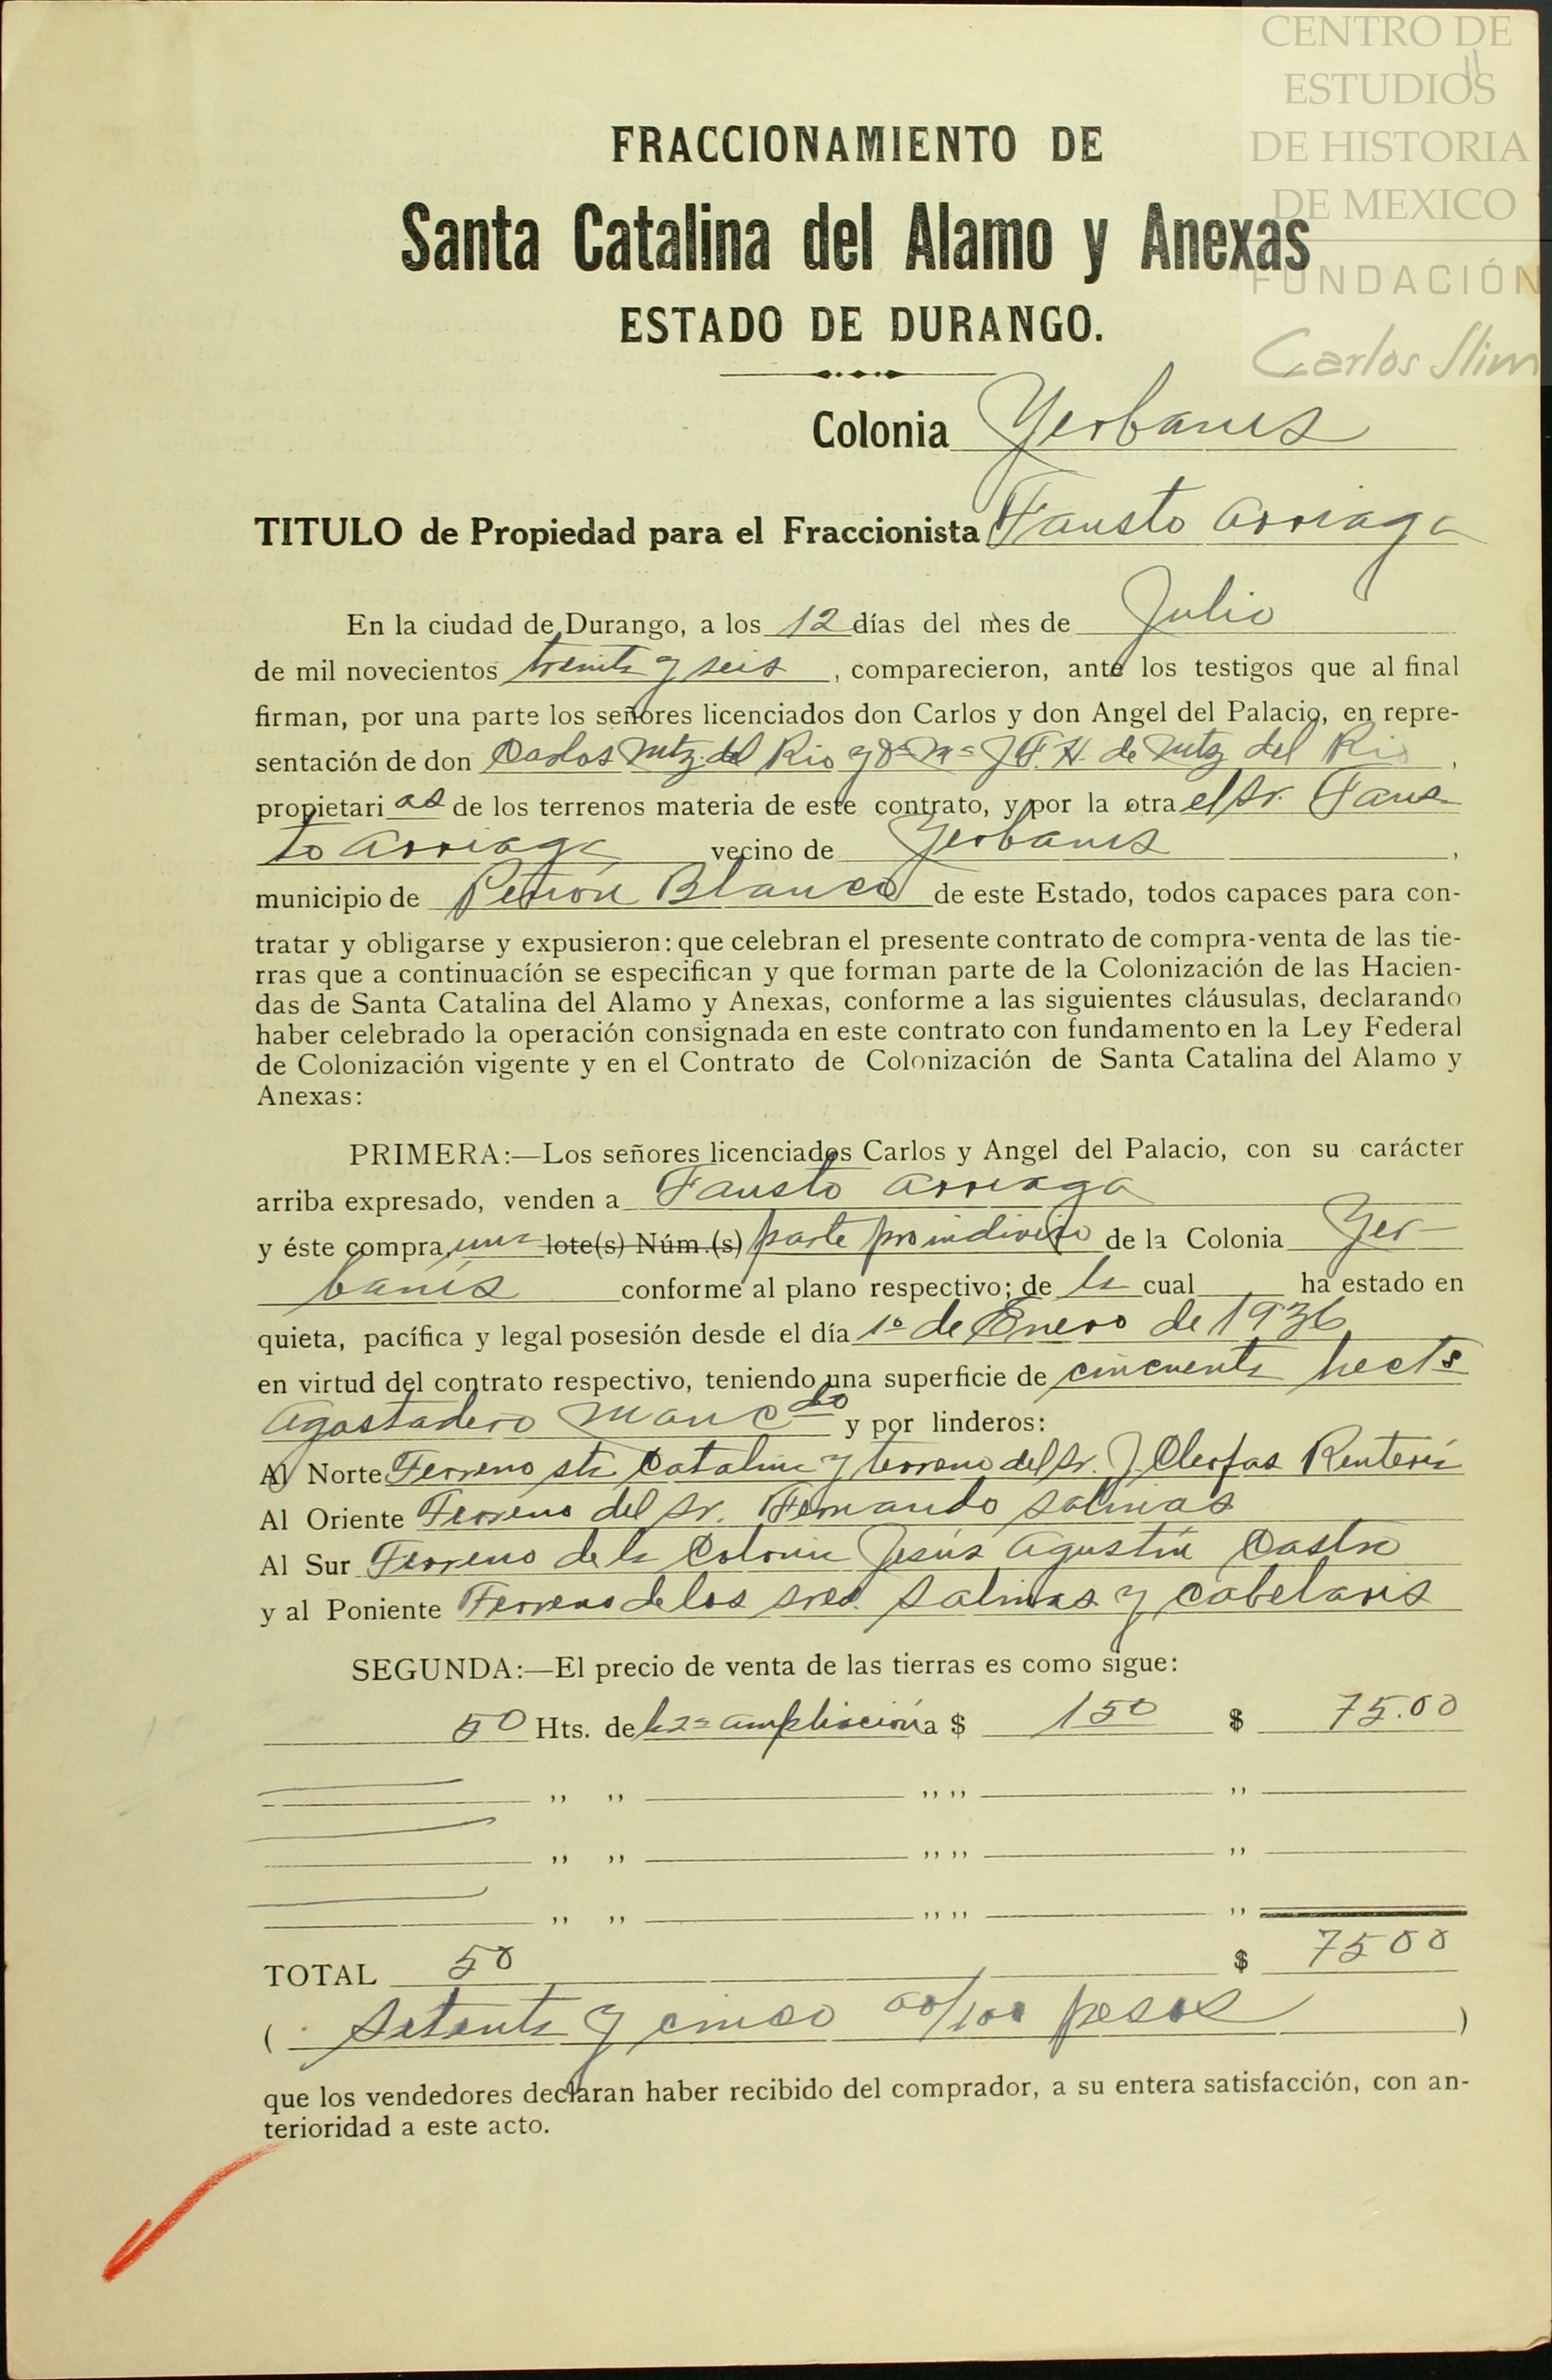 CENTRO DE
ESTUDIOS
DE HISTORIA
DE MEXICO
FUNDACIÓN
Carlos Slim
11
FRACCIONAMIENTO DE
Santa Catalina del Alamo y Anexas
ESTADO DE DURANGO.
Colonia Yerbanis
TITULO de Propiedad para el Fraccionista Fausto Arriaga
En la ciudad de Durango, a los 12 días del mes de Julio
de mil novecientos treinta y seis, comparecieron, ante los testigos que al final
firman, por una parte los señores licenciados don Carlos y don Angel del Palacio, en repre-
sentación de don Carlos Mtz. del Rio y Da Ma J F. H. de Mtz del Rio,
propietarios de los terrenos materia de este contrato, y por la otra el Sr. Faus
to Arriaga vecino de Yerbanis,
municipio de Peñón Blanco de este Estado, todos capaces para con-
tratar y obligarse y expusieron: que celebran el presente contrato de compra-venta de las tie-
rras que a continuación se especifican y que forman parte de la Colonización de las Hacien-
das de Santa Catalina del Alamo y Anexas, conforme a las siguientes cláusulas, declarando
haber celebrado la operación consignada en este contrato con fundamento en la Ley Federal
de Colonización vigente y en el Contrato de Colonización de Santa Catalina del Alamo y
Anexas:
PRIMERA:—Los señores licenciados Carlos y Angel del Palacio, con su carácter
arriba expresado, venden a Fausto Arriaga
y éste compra una lote(s) Núm.(s) parte proindiviso de la Colonia Yer-
banis conforme al plano respectivo; de la cual ha estado en
quieta, pacífica y legal posesión desde el día 1o de Enero de 1936
en virtud del contrato respectivo, teniendo una superficie de cincuenta hects
Agostadero Mancdo y por linderos:
Al Norte Terreno Sta Catalina y terreno del Sr. J Cleofas Rentería
Al Oriente Terreno del Sr. Fernando Salinas
Al Sur Terreno de la Colonia Jesús Agustín Castro
y al Poniente Terreno de los Sres. Salinas y Cabelaris
SEGUNDA:—El precio de venta de las tierras es como sigue:
50 Hts. de la 2a ampliación a $ 150 $ 75.00
,, ,, ,, ,, ,,
,, ,, ,, ,, ,,
,, ,, ,, ,, ,,
TOTAL 50 $ 75 00
( Setenta y cinco 00/100 pesos )
que los vendedores declaran haber recibido del comprador, a su entera satisfacción, con an-
terioridad a este acto.